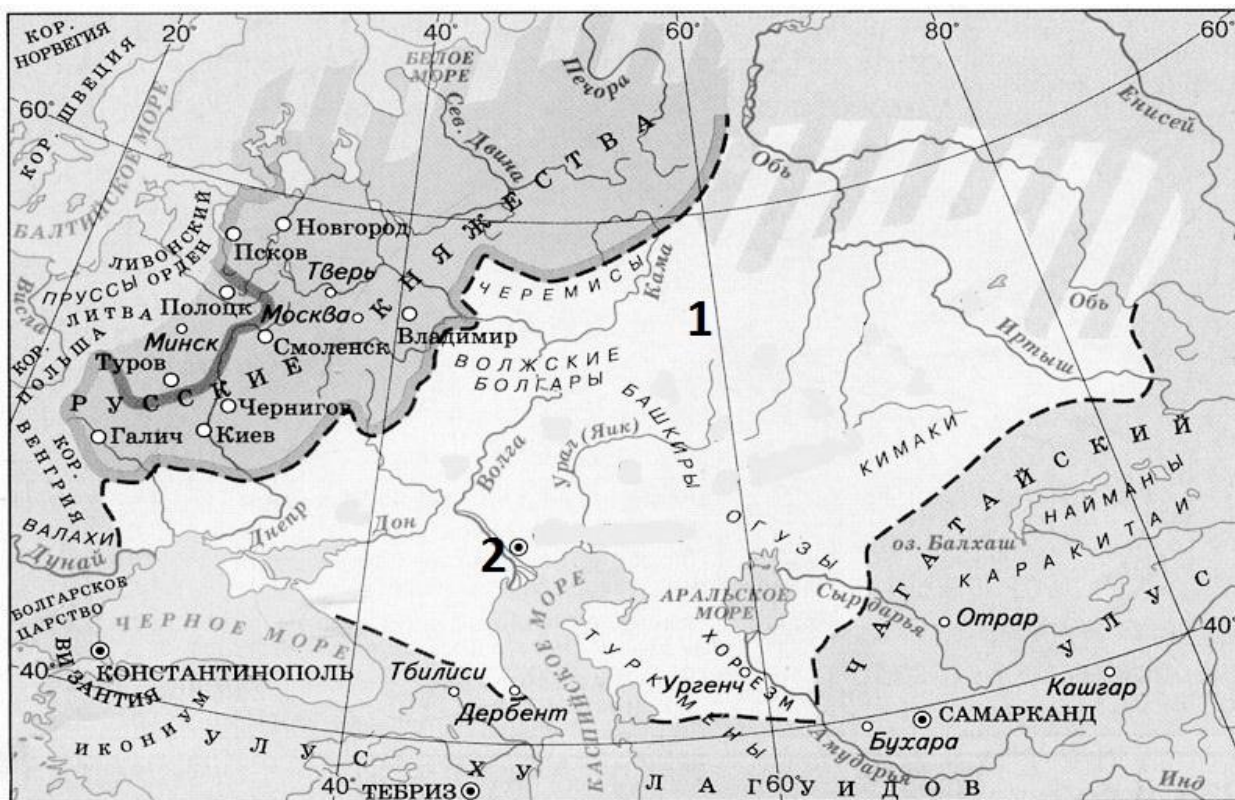 КОР. НОРВЕГИЯ
20°
40°
60°
80°
60°
КОР. ШВЕЦИЯ
60°
БЕЛОЕ МОРЕ
Печора
Сев. Двина
Енисей
Обь
БАЛТИЙСКОЕ МОРЕ
РУССКИЕ КНЯЖЕСТВА
Новгород
Псков
ЛИВОНСКИЙ ОРДЕН
ПРУССЫ
Тверь
Висла
Полоцк
ЛИТВА
Москва
Владимир
ЧЕРЕМИСЫ
Кама
1
Обь
Иртыш
КОР. ПОЛЬША
Минск
Смоленск
ВОЛЖСКИЕ БОЛГАРЫ
Туров
Чернигов
БАШКИРЫ
Галич
Киев
Волга
Урал (Яик)
КИМАКИ
КОР. ВЕНГРИЯ
ЧАГАТАЙСКИЙ УЛУС
НАЙМАНЫ
КАРАКИТАИ
ВАЛАХИ
Днепр
Дон
ОГУЗЫ
оз. Балхаш
Дунай
2
БОЛГАРСКОЕ ЦАРСТВО
ЧЕРНОЕ МОРЕ
АРАЛЬСКОЕ МОРЕ
Сырдарья
Отрар
40°
КОНСТАНТИНОПОЛЬ
ВИЗАНТИЯ
40°
Тбилиси
КАСПИЙСКОЕ МОРЕ
ТУРКМЕНЫ
ХОРЕЗМ
Ургенч
Кашгар
Дербент
САМАРКАНД
Бухара
ИКОНИУМ
Амударья
УЛУС ХУЛАГУИДОВ
40°
ТЕБРИЗ
60°
Инд